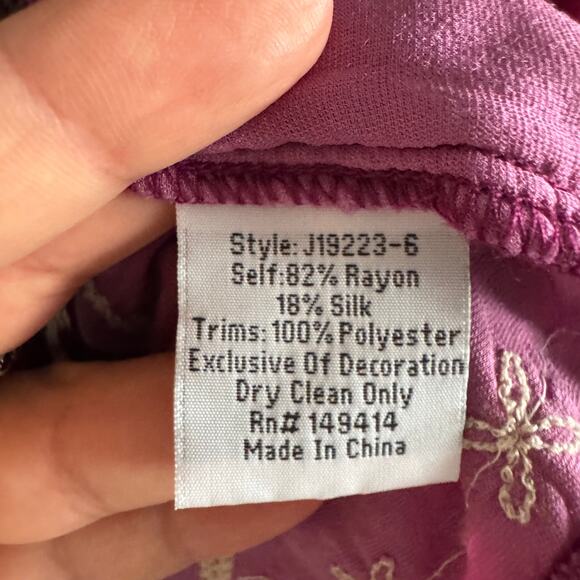 Style: J19223-6
Self:82% Rayon
18% Silk
Trims: 100% Polyester
Exclusive Of Decoration
Dry Clean Only
Rn# 149414
Made In China